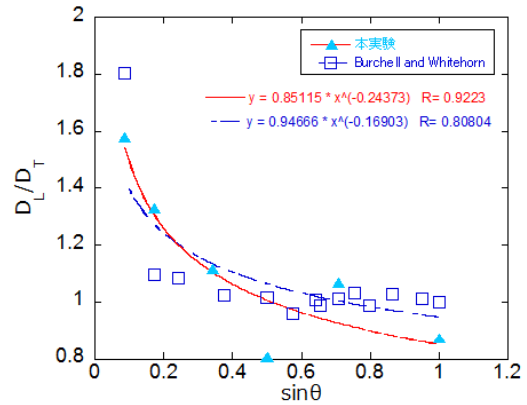 本実験
Burchell and Whitehorn
y = 0.85115 * x^(-0.24373) R= 0.9223
y = 0.94666 * x^(-0.16903) R= 0.80804
D_L/D_T
2
1.8
1.6
1.4
1.2
1
0.8
0 0.2 0.4 0.6 0.8 1 1.2
sinθ